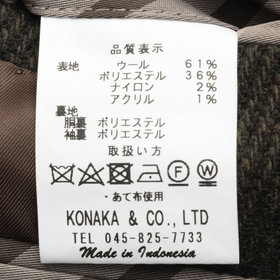 品質表示
表地 ウール 61%
ポリエステル 36%
ナイロン 2%
アクリル 1%
裏地
胴裏 ポリエステル
袖裏 ポリエステル
取扱い方
F W
・あて布使用
KONAKA & CO., LTD
TEL 045-825-7733
Made in Indonesia